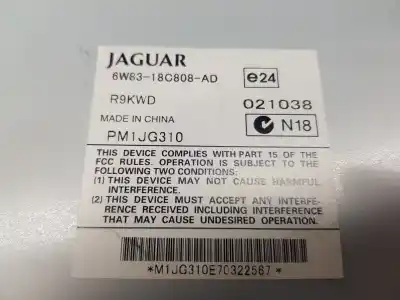 JAGUAR
6W83-18C808-AD
e24
R9KWD
021038
MADE IN CHINA
N18
PM1JG310
THIS DEVICE COMPLIES WITH PART 15 OF THE
FCC RULES. OPERATION IS SUBJECT TO THE
FOLLOWING TWO CONDITIONS:
(1) THIS DEVICE MAY NOT CAUSE HARMFUL
INTERFERENCE.
(2) THIS DEVICE MUST ACCEPT ANY INTERFE-
RENCE RECEIVED INCLUDING INTERFERENCE
THAT MAY CAUSE UNDESIRED OPERATION.
*M1JG310E70322567*